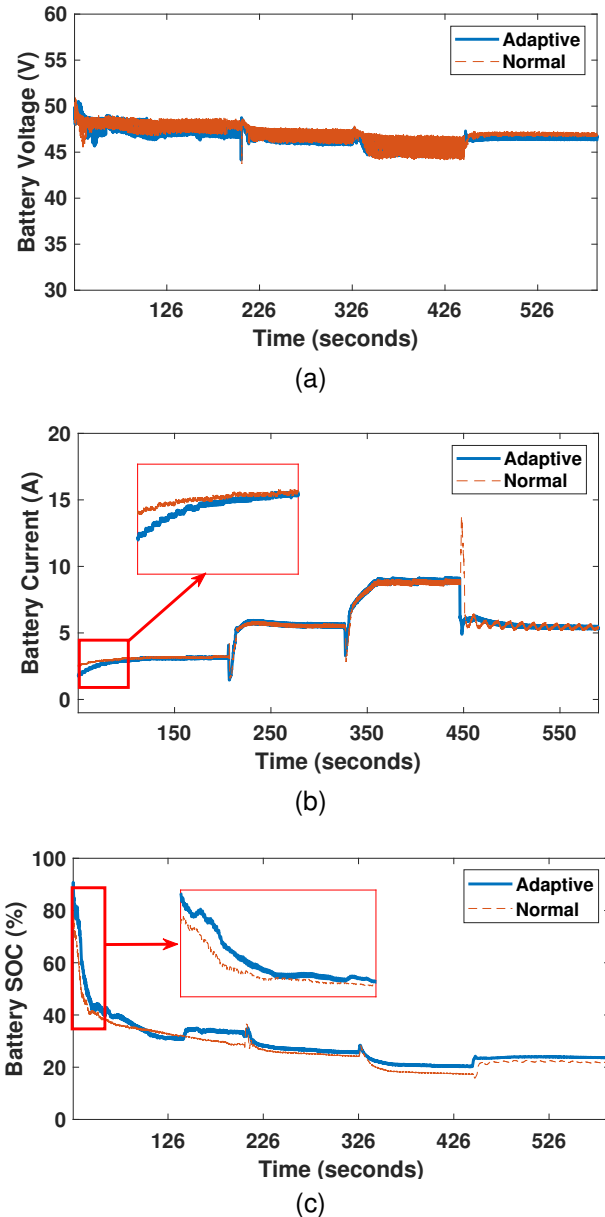 60
55
50
45
40
35
30
Battery Voltage (V)
Adaptive
Normal
126 226 326 426 526
Time (seconds)
(a)
20
15
10
5
0
Battery Current (A)
Adaptive
Normal
150 250 350 450 550
Time (seconds)
(b)
100
80
60
40
20
0
Battery SOC (%)
Adaptive
Normal
126 226 326 426 526
Time (seconds)
(c)